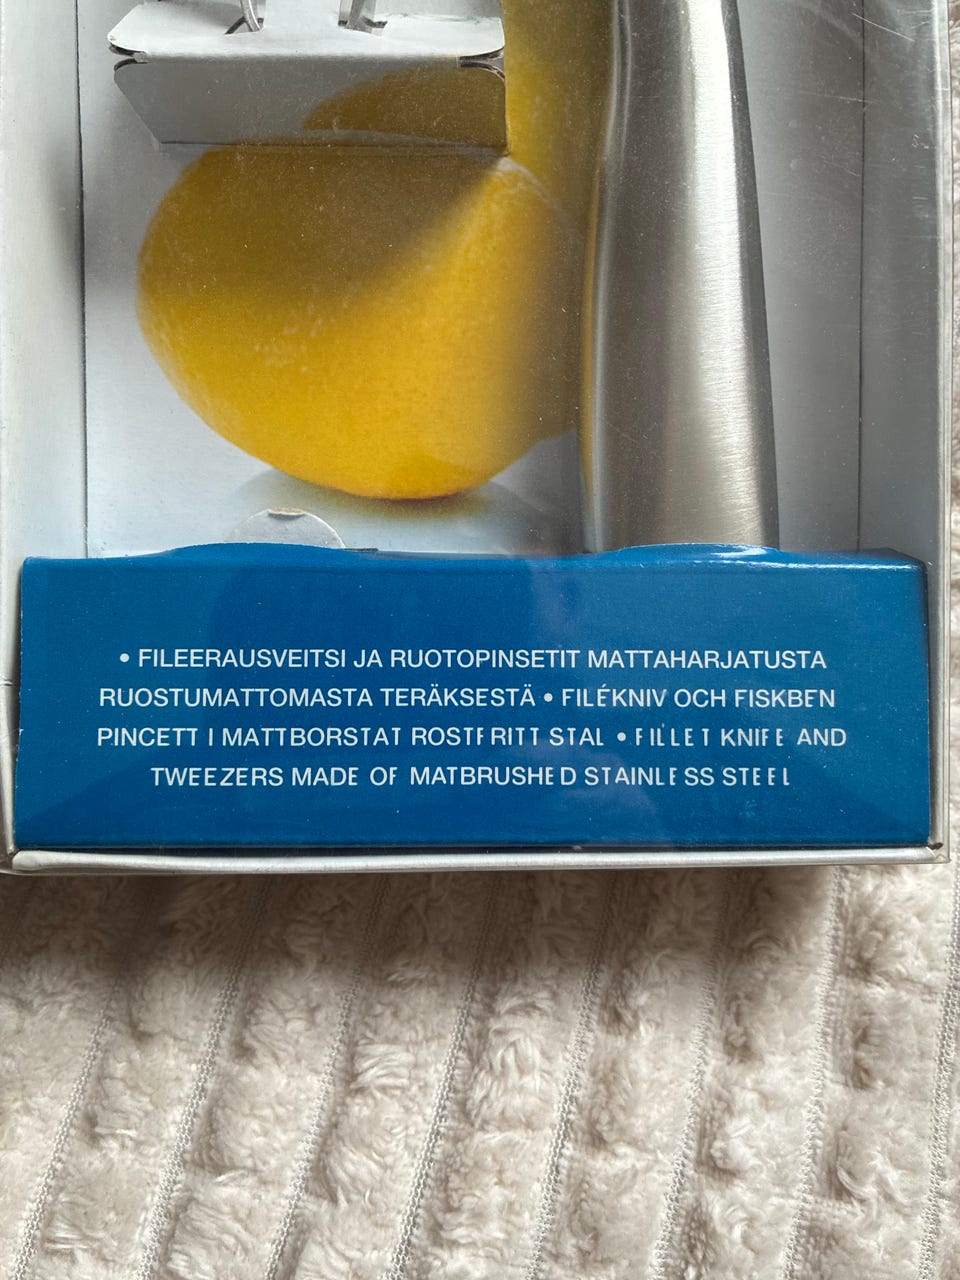 • FILEERAUSVEITSI JA RUOTOPINSETIT MATTAHARJATUSTA
RUOSTUMATTOMASTA TERÄKSESTÄ • FILÉKNIV OCH FISKBEN
PINCETT I MATTBORSTAT ROSTFRITT STAL • FILLET KNIFE AND
TWEEZERS MADE OF MATBRUSHED STAINLESS STEEL